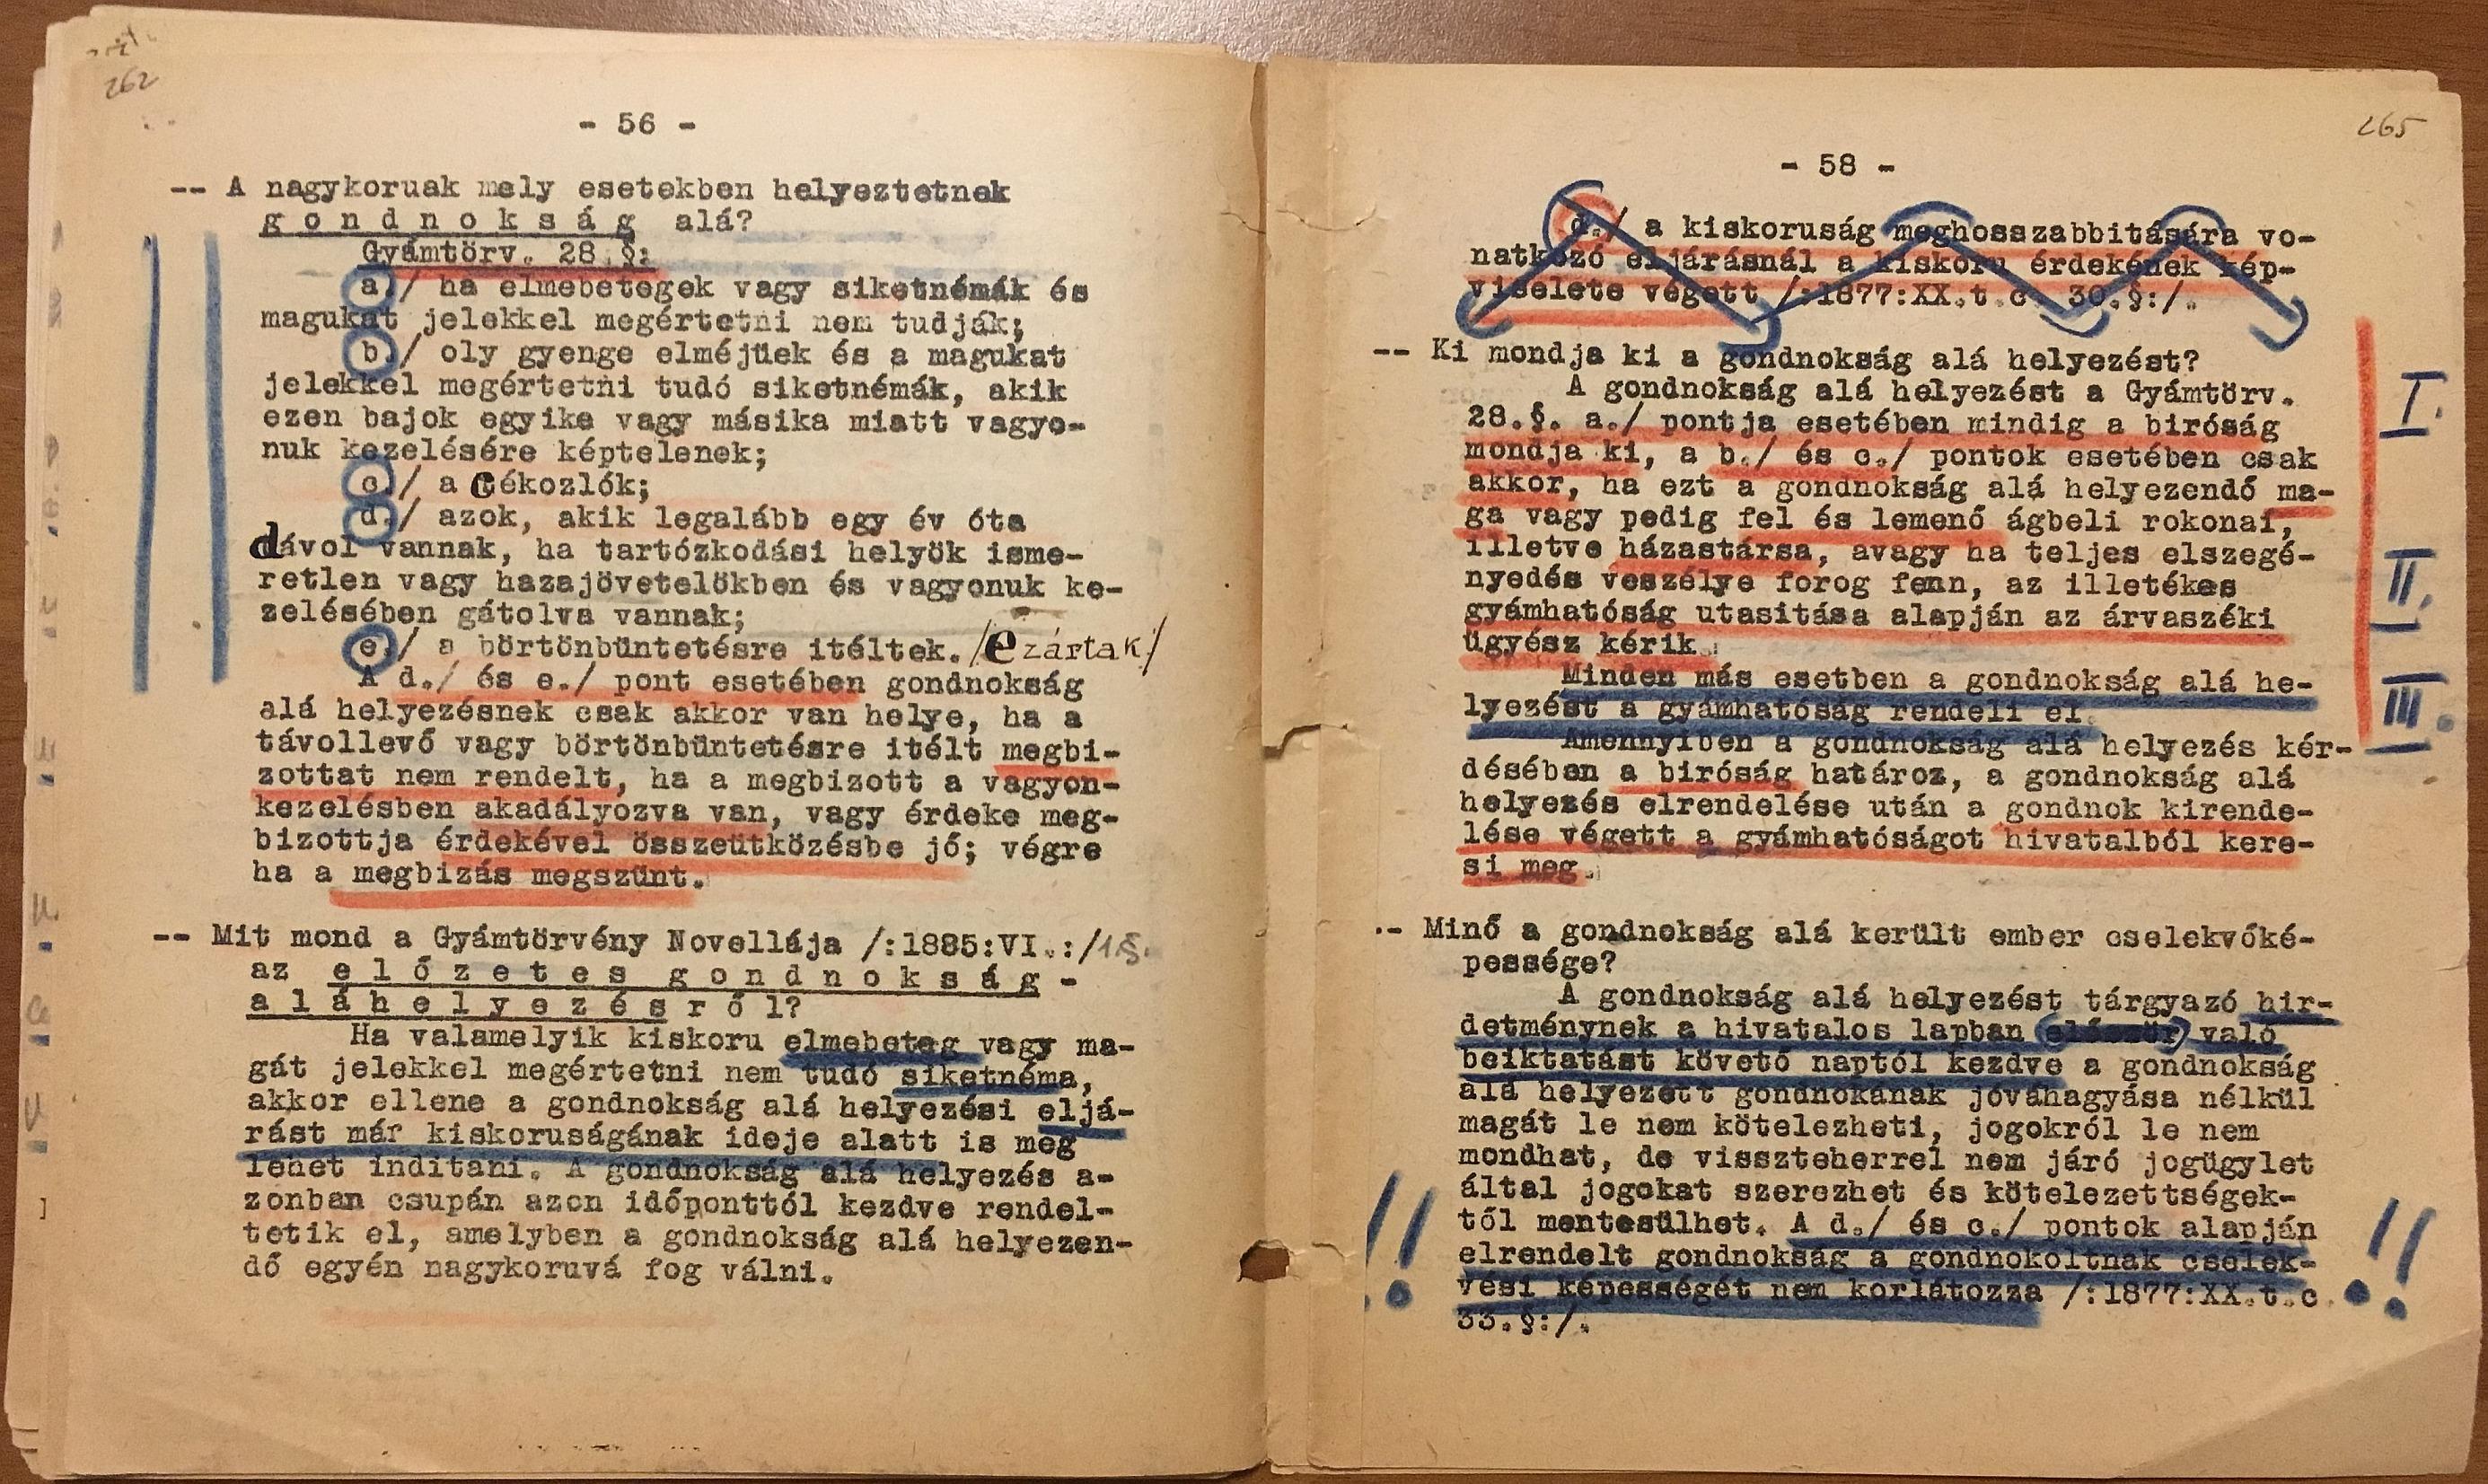 262
- 56 -
-- A nagykoruak mely esetekben helyeztetnek
g o n d n o k s á g alá?
Gyámtörv. 28.§:
a./ ha elmebetegek vagy siketnémák és
magukat jelekkel megértetni nem tudják;
b./ oly gyenge elméjüek és a magukat
jelekkel megértetni tudó siketnémák, akik
ezen bajok egyike vagy másika miatt vagyo-
nuk kezelésére képtelenek;
c./ a tékozlók;
d./ azok, akik legalább egy év óta
dávol vannak, ha tartózkodási helyök isme-
retlen vagy hazajövetelökben és vagyonuk ke-
zelésében gátolva vannak;
e./ a börtönbüntetésre itéltek. /ezártak/
A d./ és e./ pont esetében gondnokság
alá helyezésnek csak akkor van helye, ha a
távollevő vagy börtönbüntetésre itélt megbi-
zottat nem rendelt, ha a megbizott a vagyon-
kezelésben akadályozva van, vagy érdeke meg-
bizottja érdekével összeütközésbe jő; végre
ha a megbizás megszünt.
-- Mit mond a Gyámtörvény Novellája /:1885:VI.:/1§.
az e l ő z e t e s g o n d n o k s á g -
a l á h e l y e z é s r ő l?
Ha valamelyik kiskoru elmebeteg vagy ma-
gát jelekkel megértetni nem tudó siketnéma,
akkor ellene a gondnokság alá helyezési eljá-
rást már kiskoruságának ideje alatt is meg
lehet inditani. A gondnokság alá helyezés a-
zonban csupán azon időponttól kezdve rendel-
tetik el, amelyben a gondnokság alá helyezen-
dő egyén nagykoruvá fog válni.
265
- 58 -
d./ a kiskoruság meghosszabbitására vo-
natkozó eljárásnál a kiskoru érdekének kép-
viselete végett /:1877:XX.t.c. 30.§:/.
-- Ki mondja ki a gondnokság alá helyezést?
A gondnokság alá helyezést a Gyámtörv.
28.§. a./ pontja esetében mindig a biróság
mondja ki, a b./ és c./ pontok esetében csak
akkor, ha ezt a gondnokság alá helyezendő ma-
ga vagy pedig fel és lemenő ágbeli rokonai,
illetve házastársa, avagy ha teljes elszegé-
nyedés veszélye forog fenn, az illetékes
gyámhatóság utasitása alapján az árvaszéki
ügyész kérik.
Minden más esetben a gondnokság alá he-
lyezést a gyámhatóság rendeli el.
Amennyiben a gondnokság alá helyezés kér-
désében a biróság határoz, a gondnokság alá
helyezés elrendelése után a gondnok kirende-
lése végett a gyámhatóságot hivatalból kere-
si meg.
I.
II.
III.
-- Minő a gondnokság alá került ember cselekvőké-
pessége?
A gondnokság alá helyezést tárgyazó hir-
detménynek a hivatalos lapban először való
beiktatást követő naptól kezdve a gondnokság
alá helyezett gondnokának jóváhagyása nélkül
magát le nem kötelezheti, jogokról le nem
mondhat, de visszteherrel nem járó jogügylet
által jogokat szerezhet és kötelezettségek-
től mentesülhet. A d./ és c./ pontok alapján
elrendelt gondnokság a gondnokoltnak cselek-
vési képességét nem korlátozza /:1877:XX.t.c.
33.§:/.
!!
!!